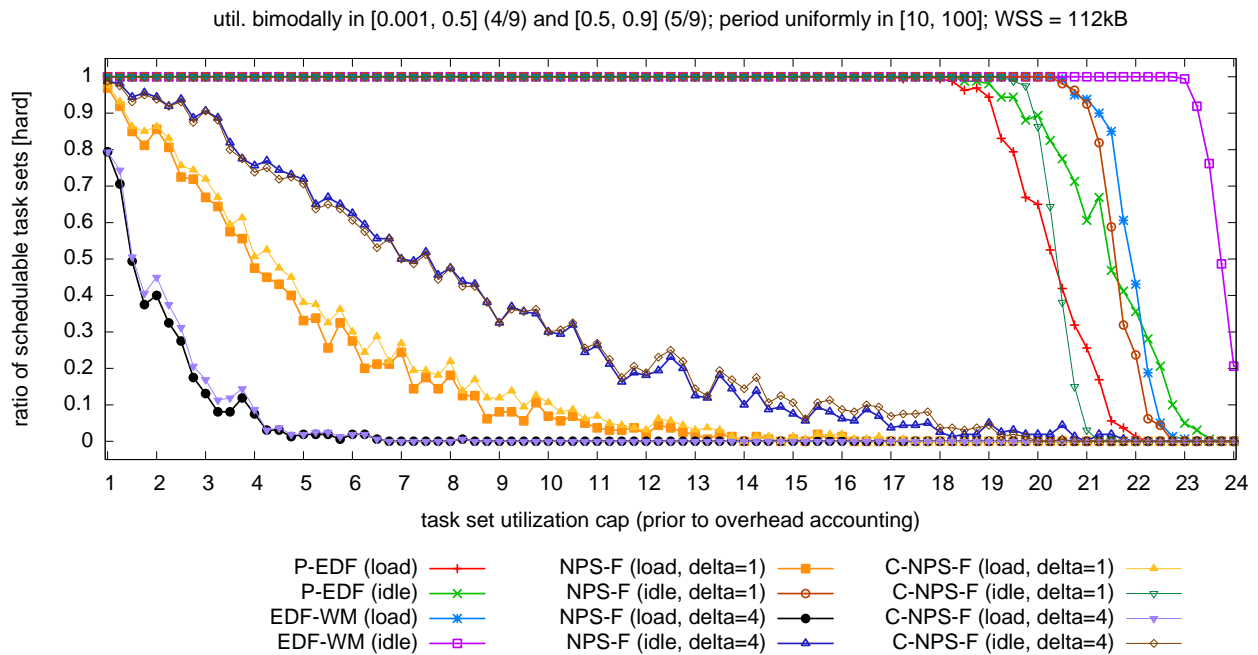 util. bimodally in [0.001, 0.5] (4/9) and [0.5, 0.9] (5/9); period uniformly in [10, 100]; WSS = 112kB
ratio of schedulable task sets [hard]
1
0.9
0.8
0.7
0.6
0.5
0.4
0.3
0.2
0.1
0
1 2 3 4 5 6 7 8 9 10 11 12 13 14 15 16 17 18 19 20 21 22 23 24
task set utilization cap (prior to overhead accounting)
P-EDF (load) NPS-F (load, delta=1) C-NPS-F (load, delta=1)
P-EDF (idle) NPS-F (idle, delta=1) C-NPS-F (idle, delta=1)
EDF-WM (load) NPS-F (load, delta=4) C-NPS-F (load, delta=4)
EDF-WM (idle) NPS-F (idle, delta=4) C-NPS-F (idle, delta=4)